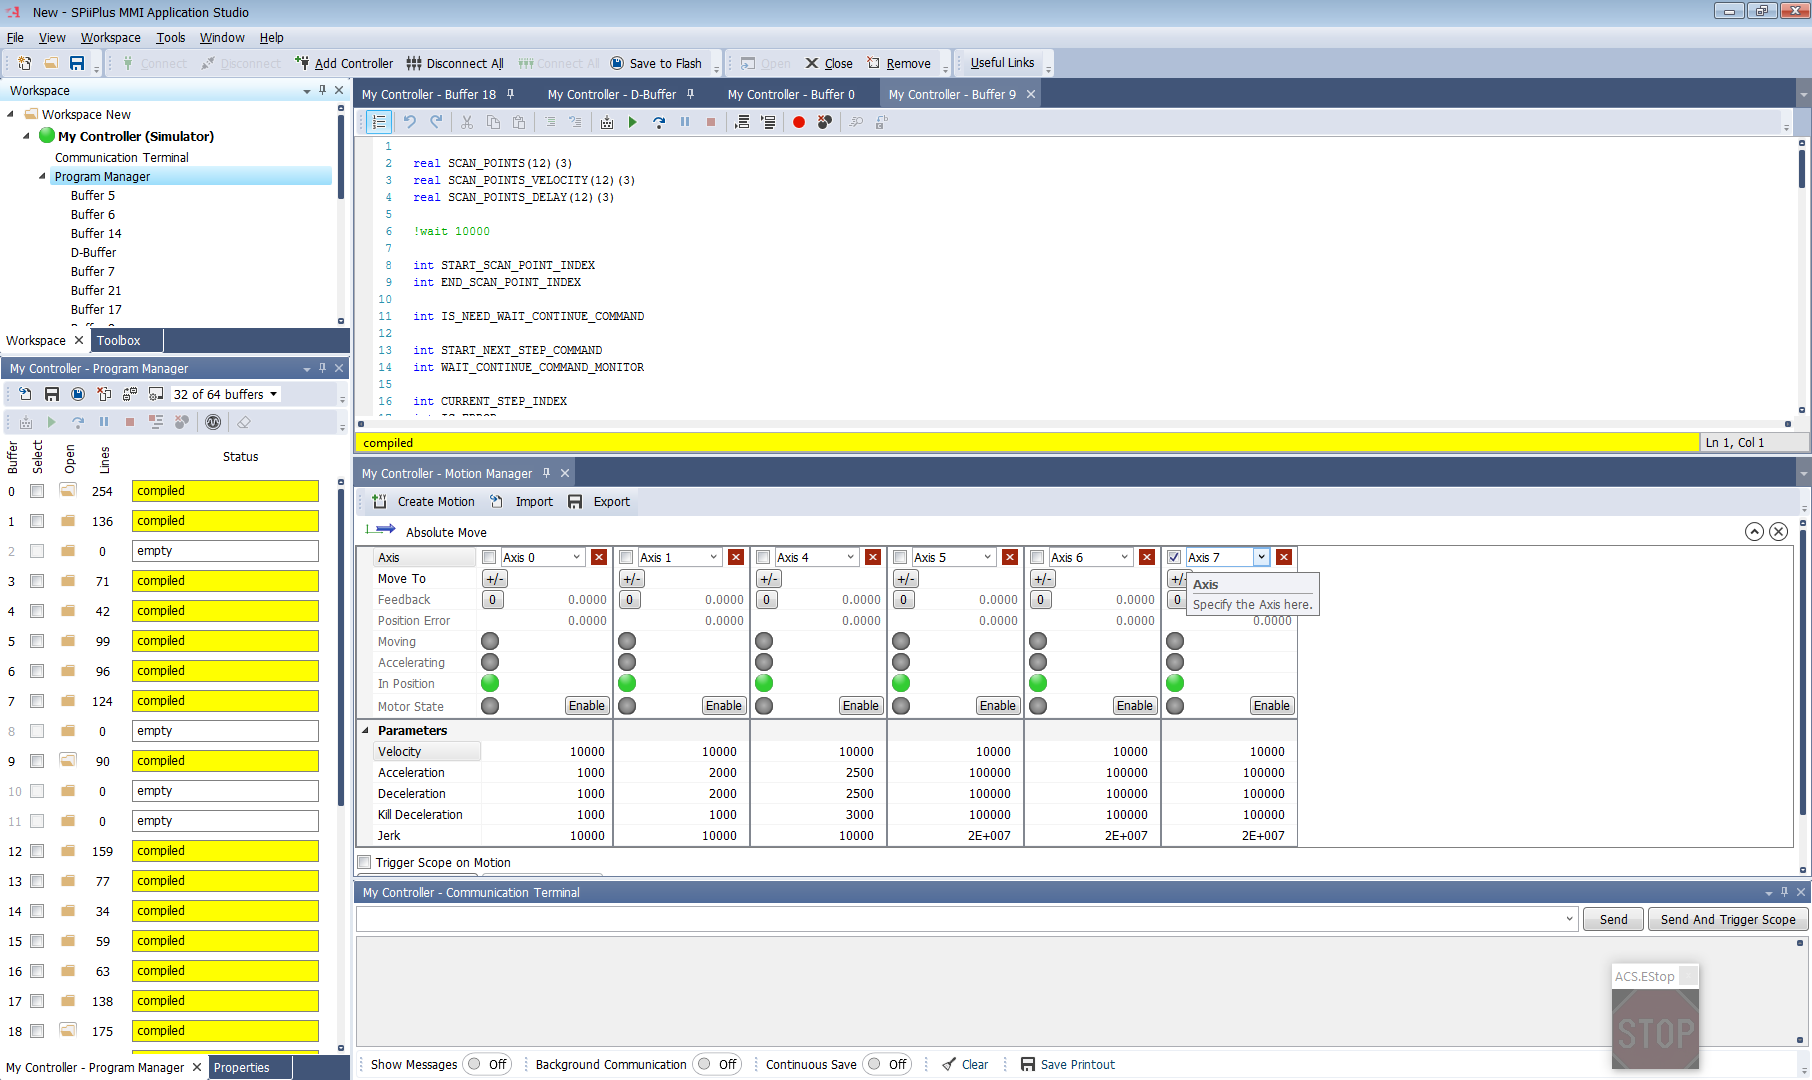 New - SPiiPlus MMI Application Studio
File View Workspace Tools Window Help
Connect Disconnect Add Controller Disconnect All Connect All Save to Flash Open Close Remove Useful Links
Workspace
Workspace New
My Controller (Simulator)
Communication Terminal
Program Manager
Buffer 5
Buffer 6
Buffer 14
D-Buffer
Buffer 7
Buffer 21
Buffer 17
Workspace Toolbox
My Controller - Program Manager
32 of 64 buffers
Buffer Select Open Lines Status
0 254 compiled
1 136 compiled
2 0 empty
3 71 compiled
4 42 compiled
5 99 compiled
6 96 compiled
7 124 compiled
8 0 empty
9 90 compiled
10 0 empty
11 0 empty
12 159 compiled
13 77 compiled
14 34 compiled
15 59 compiled
16 63 compiled
17 138 compiled
18 175 compiled
My Controller - Program Manager Properties
My Controller - Buffer 18 My Controller - D-Buffer My Controller - Buffer 0 My Controller - Buffer 9
1
2 real SCAN_POINTS(12)(3)
3 real SCAN_POINTS_VELOCITY(12)(3)
4 real SCAN_POINTS_DELAY(12)(3)
5
6 !wait 10000
7
8 int START_SCAN_POINT_INDEX
9 int END_SCAN_POINT_INDEX
10
11 int IS_NEED_WAIT_CONTINUE_COMMAND
12
13 int START_NEXT_STEP_COMMAND
14 int WAIT_CONTINUE_COMMAND_MONITOR
15
16 int CURRENT_STEP_INDEX
compiled Ln 1, Col 1
My Controller - Motion Manager
Create Motion Import Export
Absolute Move
Axis Axis 0 Axis 1 Axis 4 Axis 5 Axis 6 Axis 7
Move To +/- +/- +/- +/- +/- +/-
Feedback 0 0.0000 0 0.0000 0 0.0000 0 0.0000 0 0.0000 0
Position Error 0.0000 0.0000 0.0000 0.0000 0.0000 0.0000
Axis
Specify the Axis here.
Moving
Accelerating
In Position
Motor State Enable Enable Enable Enable Enable Enable
Parameters
Velocity 10000 10000 10000 10000 10000 10000
Acceleration 1000 2000 2500 100000 100000 100000
Deceleration 1000 2000 2500 100000 100000 100000
Kill Deceleration 1000 1000 3000 100000 100000 100000
Jerk 10000 10000 10000 2E+007 2E+007 2E+007
Trigger Scope on Motion
My Controller - Communication Terminal
Send Send And Trigger Scope
ACS.EStop
STOP
Show Messages Off Background Communication Off Continuous Save Off Clear Save Printout